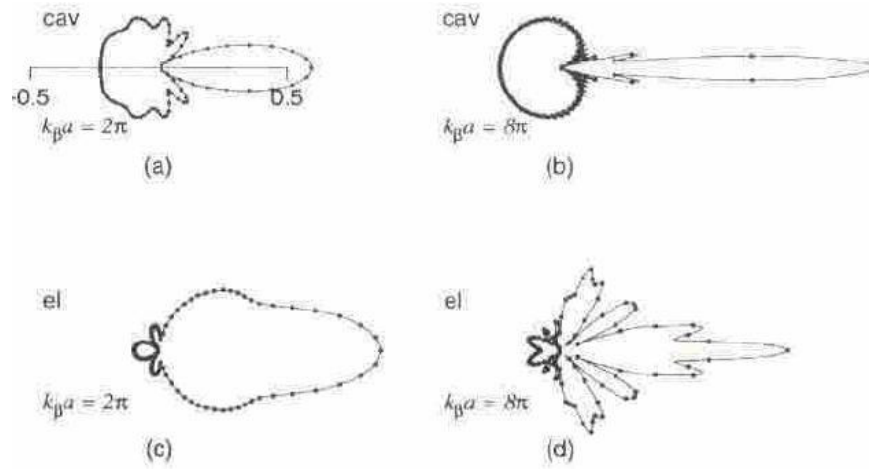 cav
-0.5
0.5
kβa = 2π
(a)
cav
kβa = 8π
(b)
el
kβa = 2π
(c)
el
kβa = 8π
(d)